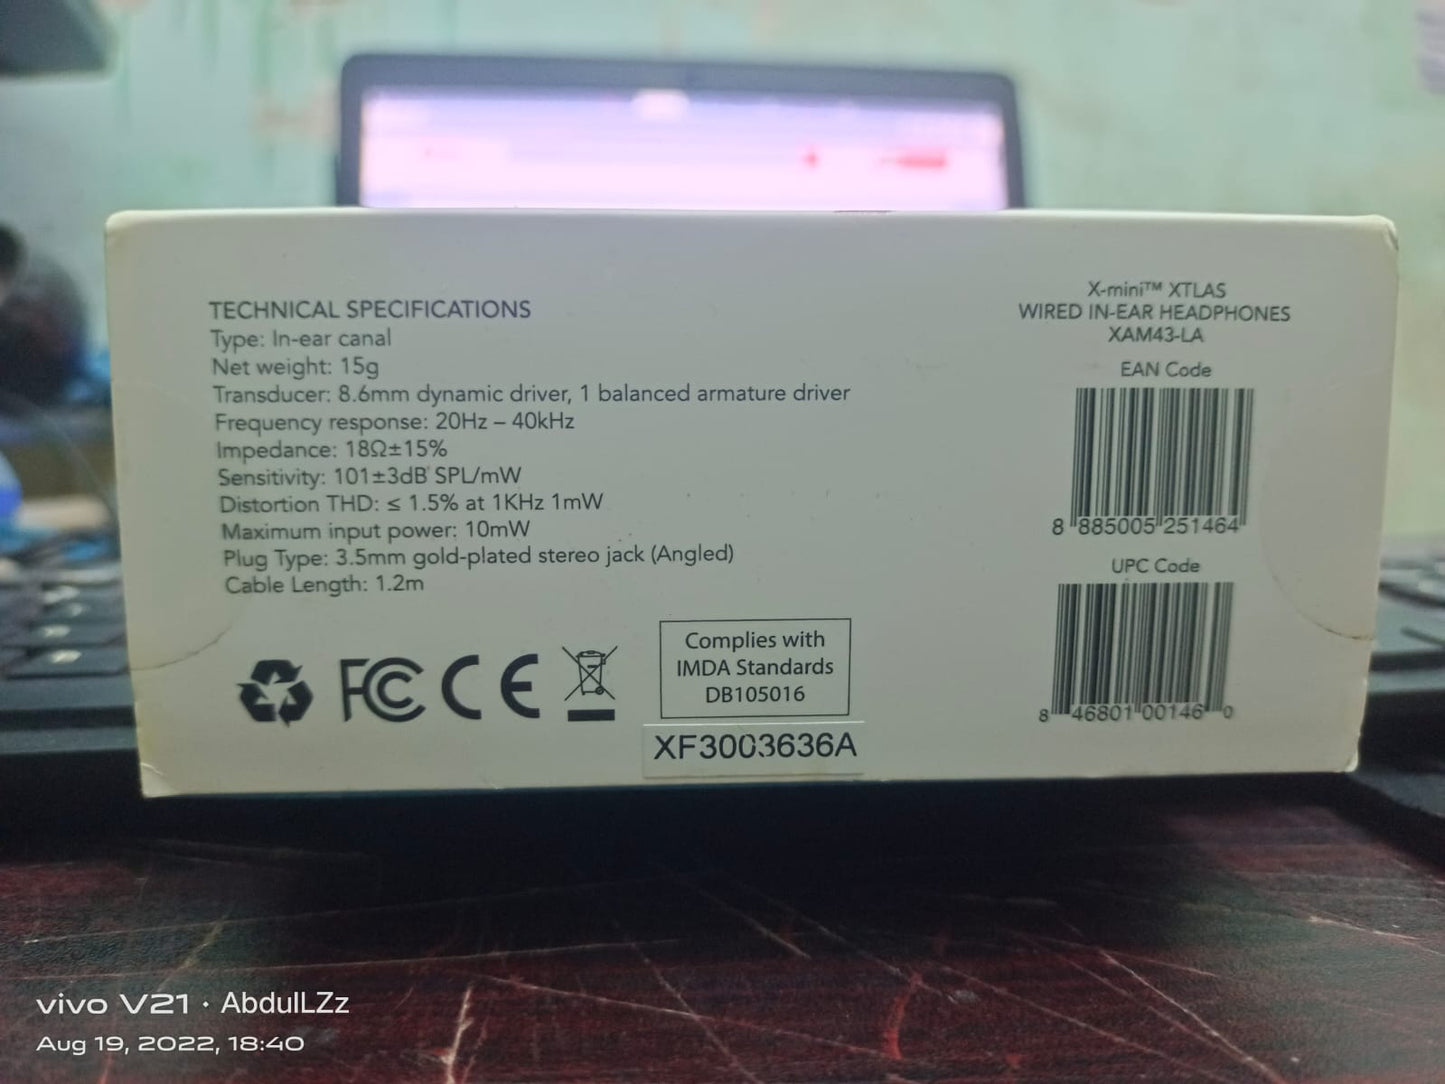 TECHNICAL SPECIFICATIONS
Type: In-ear canal
Net weight: 15g
Transducer: 8.6mm dynamic driver, 1 balanced armature driver
Frequency response: 20Hz – 40kHz
Impedance: 18Ω±15%
Sensitivity: 101±3dB SPL/mW
Distortion THD: ≤ 1.5% at 1KHz 1mW
Maximum input power: 10mW
Plug Type: 3.5mm gold-plated stereo jack (Angled)
Cable Length: 1.2m
FC CE
Complies with
IMDA Standards
DB105016
XF3003636A
X-mini™ XTLAS
WIRED IN-EAR HEADPHONES
XAM43-LA
EAN Code
8 885005 251464
UPC Code
8 46801 00146 0
vivo V21 · AbdulLZz
Aug 19, 2022, 18:40